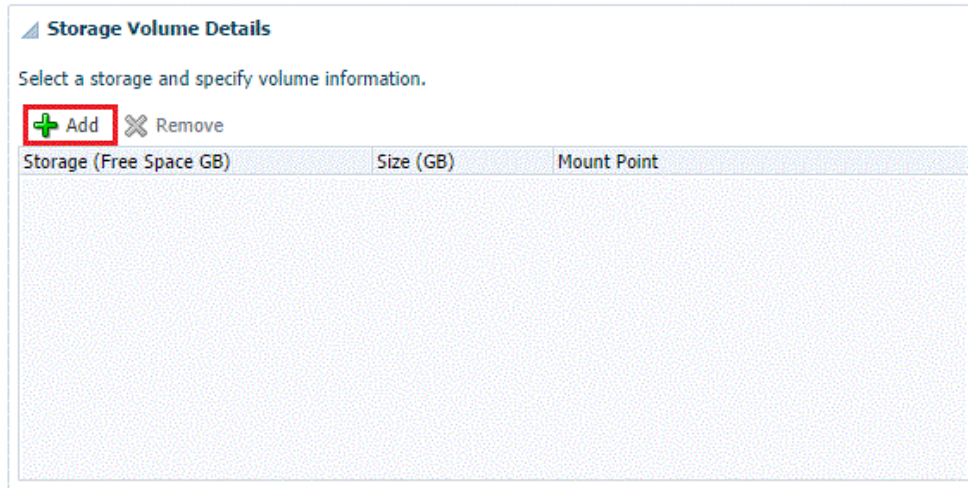 Storage Volume Details
Select a storage and specify volume information.
Add Remove
Storage (Free Space GB) Size (GB) Mount Point